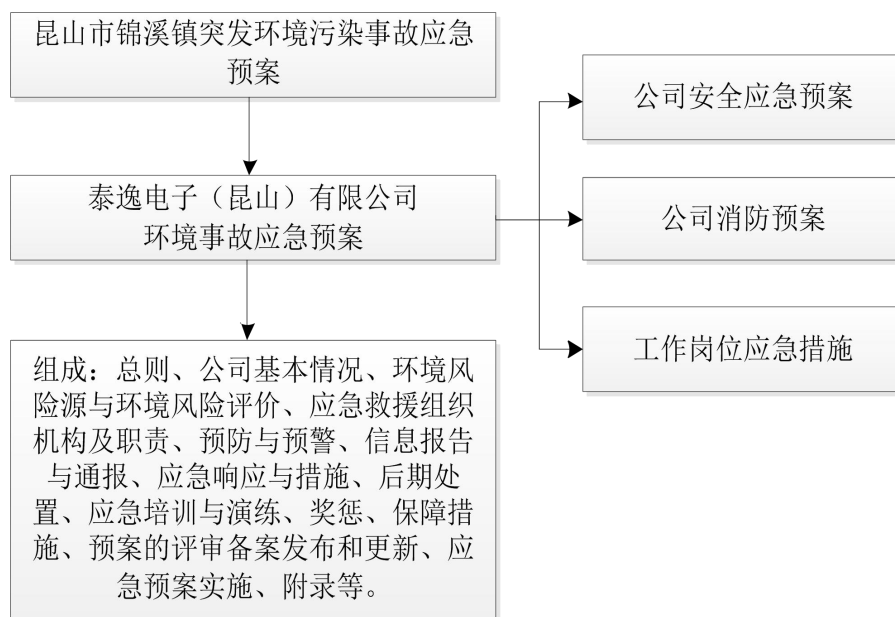 昆山市锦溪镇突发环境污染事故应急
预案
公司安全应急预案
泰逸电子（昆山）有限公司
环境事故应急预案
公司消防预案
工作岗位应急措施
组成：总则、公司基本情况、环境风
险源与环境风险评价、应急救援组织
机构及职责、预防与预警、信息报告
与通报、应急响应与措施、后期处
置、应急培训与演练、奖惩、保障措
施、预案的评审备案发布和更新、应
急预案实施、附录等。